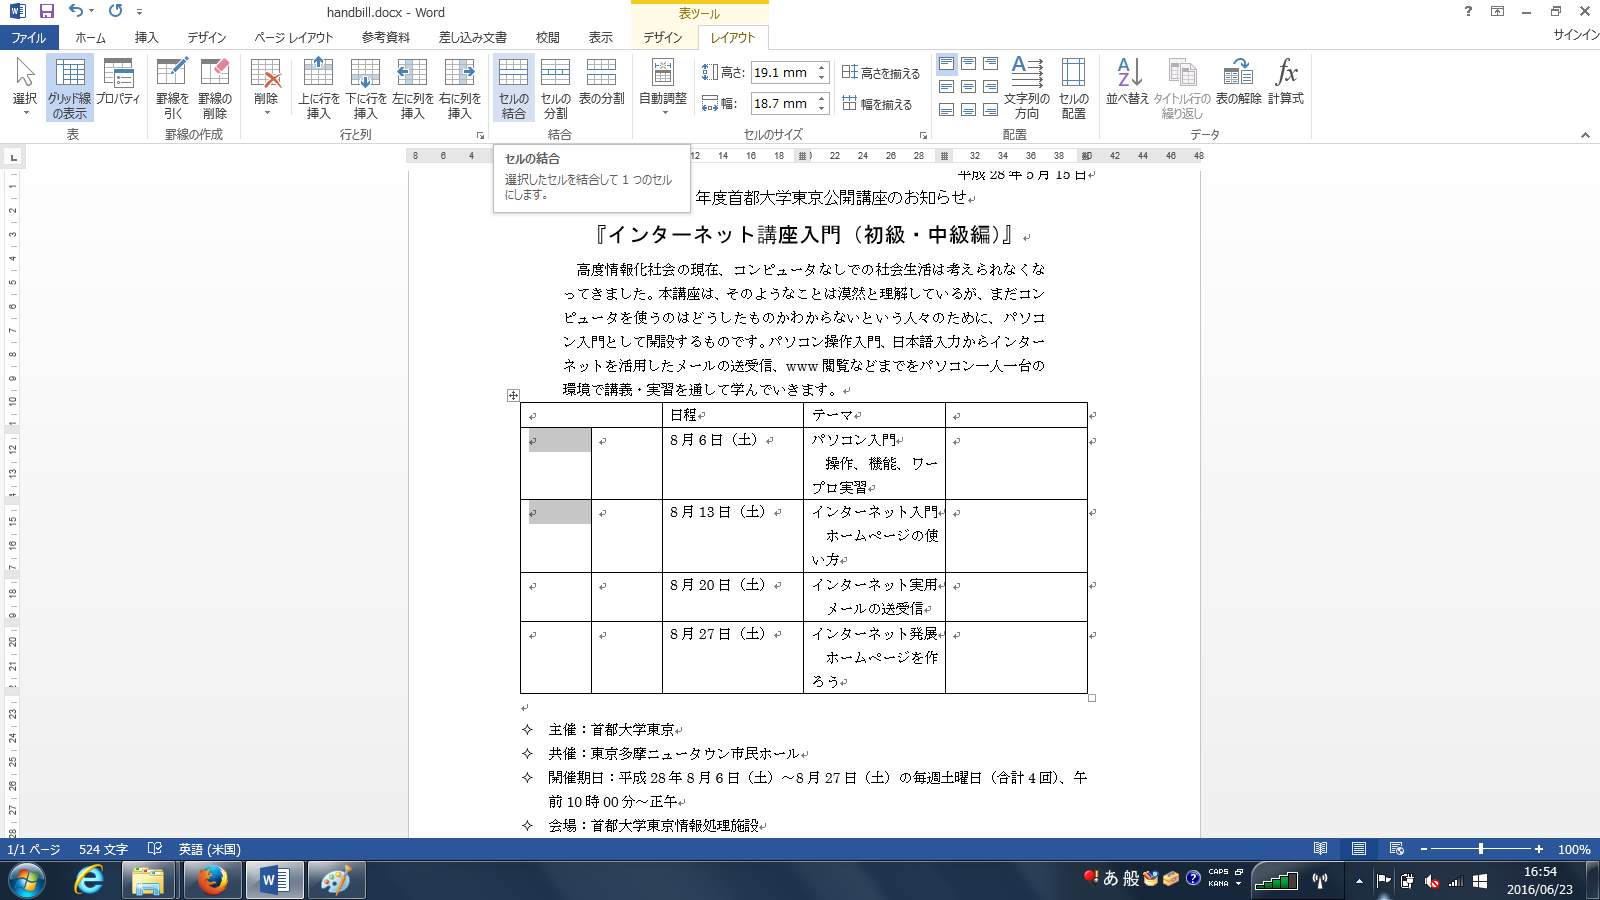 handbill.docx - Word
表ツール
サインイン
ファイル ホーム 挿入 デザイン ページ レイアウト 参考資料 差し込み文書 校閲 表示 デザイン レイアウト
選択
グリッド線の表示
プロパティ
表
罫線を引く
罫線の削除
罫線の作成
削除
上に行を挿入
下に行を挿入
左に列を挿入
右に列を挿入
行と列
セルの結合
セルの分割
表の分割
結合
自動調整
高さ: 19.1 mm
幅: 18.7 mm
高さを揃える
幅を揃える
セルのサイズ
文字列の方向
セルの配置
配置
並べ替え
タイトル行の繰り返し
表の解除
計算式
データ
セルの結合
選択したセルを結合して 1 つのセル
にします。
8 6 4 12 14 16 18 22 24 26 28 32 34 36 38 42 44 46 48
平成 28 年 5 月 15 日
年度首都大学東京公開講座のお知らせ
『インターネット講座入門（初級・中級編）』
高度情報化社会の現在、コンピュータなしでの社会生活は考えられなくな
ってきました。本講座は、そのようなことは漠然と理解しているが、まだコン
ピュータを使うのはどうしたものかわからないという人々のために、パソコ
ン入門として開設するものです。パソコン操作入門、日本語入力からインター
ネットを活用したメールの送受信、www 閲覧などまでをパソコン一人一台の
環境で講義・実習を通して学んでいきます。
日程 テーマ
8 月 6 日（土） パソコン入門
操作、機能、ワー
プロ実習
8 月 13 日（土） インターネット入門
ホームページの使
い方
8 月 20 日（土） インターネット実用
メールの送受信
8 月 27 日（土） インターネット発展
ホームページを作
ろう
✧ 主催：首都大学東京
✧ 共催：東京多摩ニュータウン市民ホール
✧ 開催期日：平成 28 年 8 月 6 日（土）～8 月 27 日（土）の毎週土曜日（合計 4 回）、午
前 10 時 00 分～正午
✧ 会場：首都大学東京情報処理施設
1/1 ページ 524 文字 英語 (米国) 100%
あ 般 CAPS KANA
16:54
2016/06/23